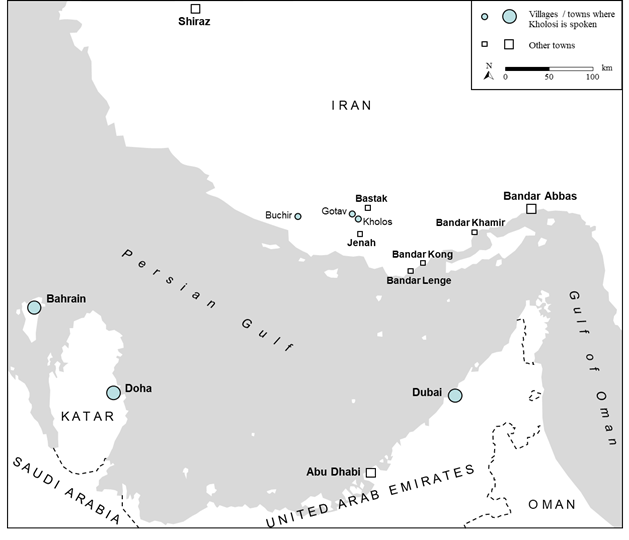 Shiraz
Villages / towns where
Kholosi is spoken
Other towns
N
km
0 50 100
IRAN
Bastak
Bandar Abbas
Buchir
Gotav
Kholos
Bandar Khamir
Jenah
Bandar Kong
Bandar Lenge
Persian Gulf
Bahrain
Gulf of Oman
Doha
Dubai
KATAR
Abu Dhabi
SAUDI ARABIA
UNITED ARAB EMIRATES
OMAN